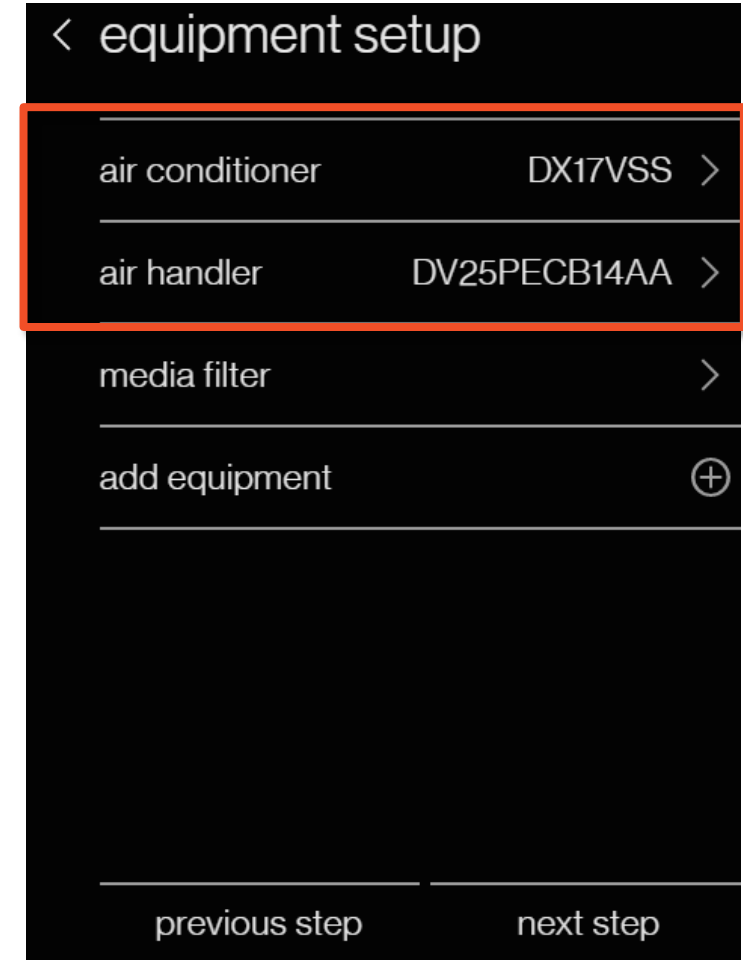 equipment setup
air conditioner DX17VSS
air handler DV25PECB14AA
media filter
add equipment
previous step next step